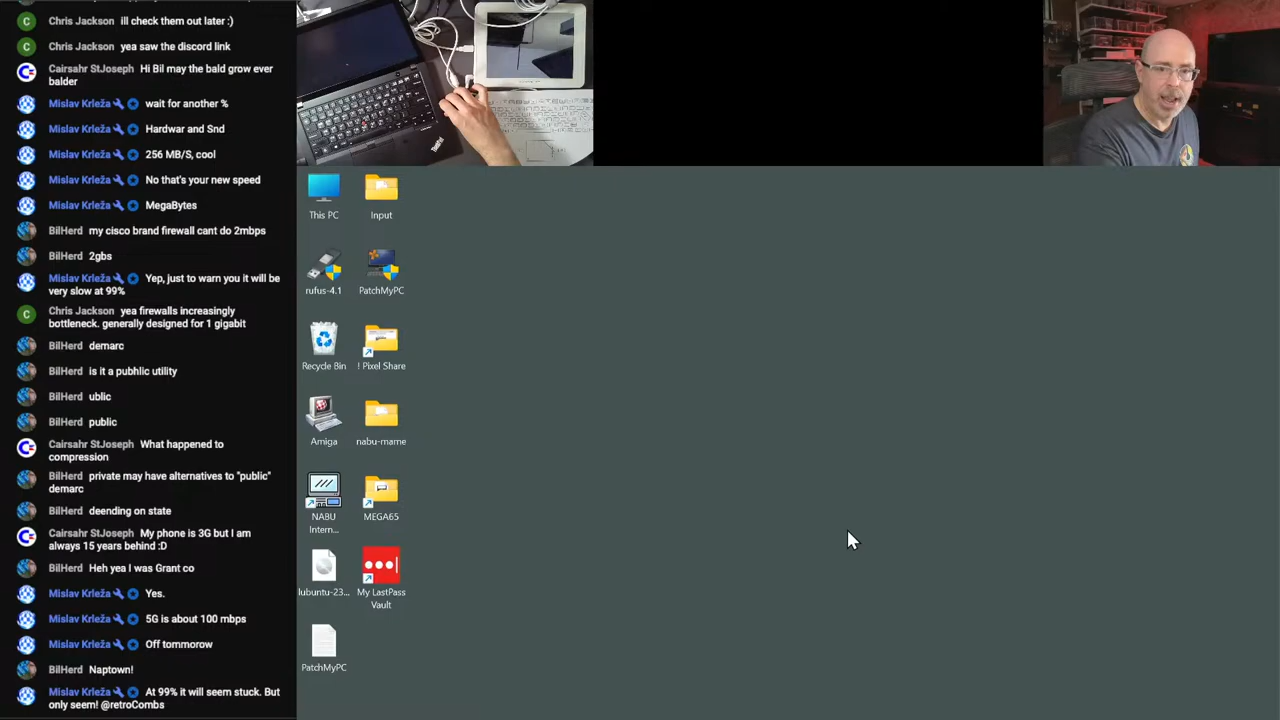 Chris Jackson ill check them out later :)
Chris Jackson yea saw the discord link
Cairsahr StJoseph Hi Bil may the bald grow ever
balder
Mislav Krleža wait for another %
Mislav Krleža Hardwar and Snd
Mislav Krleža 256 MB/S, cool
Mislav Krleža No that's your new speed
Mislav Krleža MegaBytes
BilHerd my cisco brand firewall cant do 2mbps
BilHerd 2gbs
Mislav Krleža Yep, just to warn you it will be
very slow at 99%
Chris Jackson yea firewalls increasingly
bottleneck. generally designed for 1 gigabit
BilHerd demarc
BilHerd is it a pubhlic utility
BilHerd ublic
BilHerd public
Cairsahr StJoseph What happened to
compression
BilHerd private may have alternatives to "public"
demarc
BilHerd deending on state
Cairsahr StJoseph My phone is 3G but I am
always 15 years behind :D
BilHerd Heh yea I was Grant co
Mislav Krleža Yes.
Mislav Krleža 5G is about 100 mbps
Mislav Krleža Off tommorow
BilHerd Naptown!
Mislav Krleža At 99% it will seem stuck. But
only seem! @retroCombs
ThinkPad
This PC
Input
rufus-4.1
PatchMyPC
Recycle Bin
! Pixel Share
Amiga
nabu-mame
NABU
Intern...
MEGA65
lubuntu-23...
My LastPass
Vault
PatchMyPC